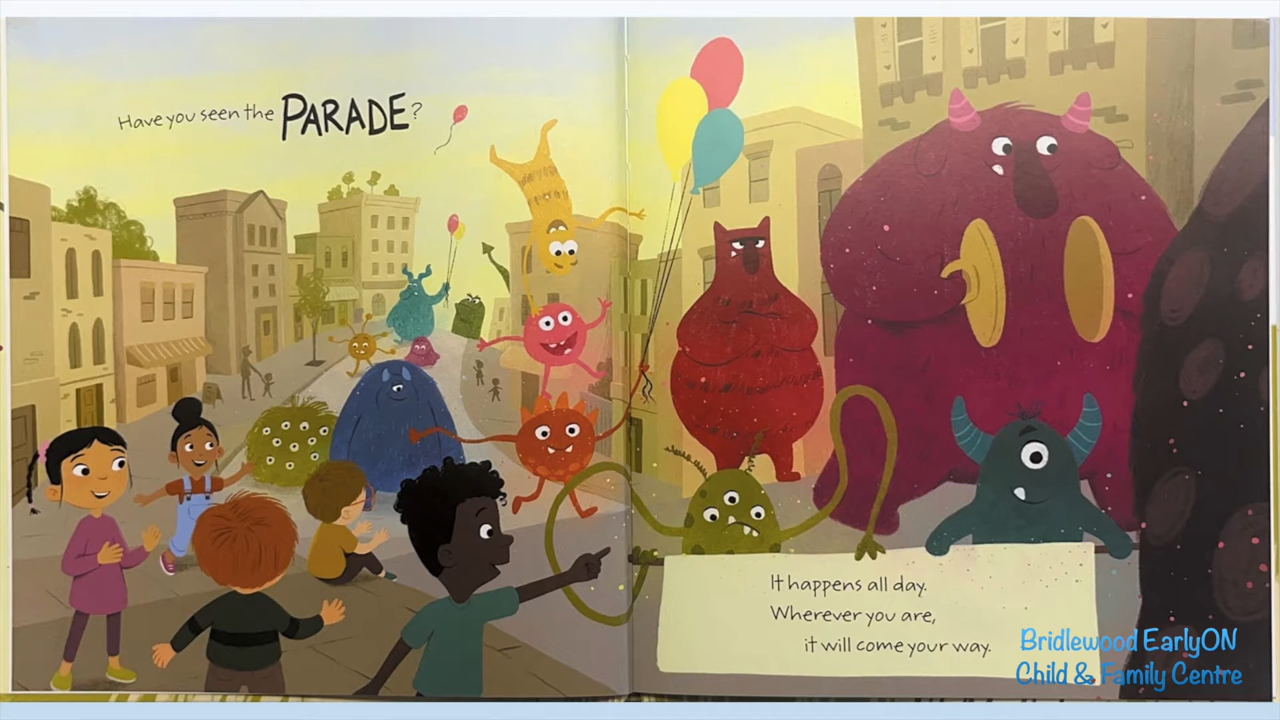 Have you seen the PARADE?
It happens all day.
Wherever you are,
it will come your way.
Bridlewood EarlyON
Child & Family Centre